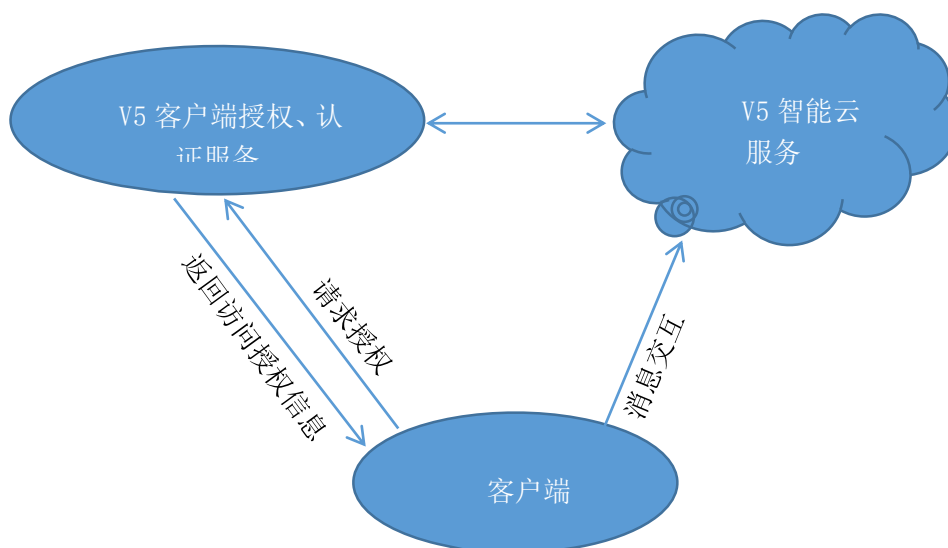 V5 客户端授权、认
证服务
V5 智能云
服务
返回访问授权信息
请求授权
消息交互
客户端